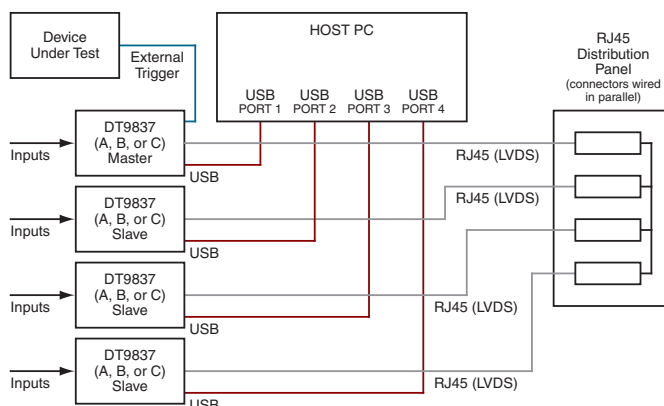 Device
Under Test
External
Trigger
HOST PC
USB
PORT 1
USB
PORT 2
USB
PORT 3
USB
PORT 4
RJ45
Distribution
Panel
(connectors wired
in parallel)
DT9837
(A, B, or C)
Master
Inputs
USB
RJ45 (LVDS)
DT9837
(A, B, or C)
Slave
Inputs
USB
RJ45 (LVDS)
DT9837
(A, B, or C)
Slave
Inputs
USB
RJ45 (LVDS)
DT9837
(A, B, or C)
Slave
Inputs
USB
RJ45 (LVDS)